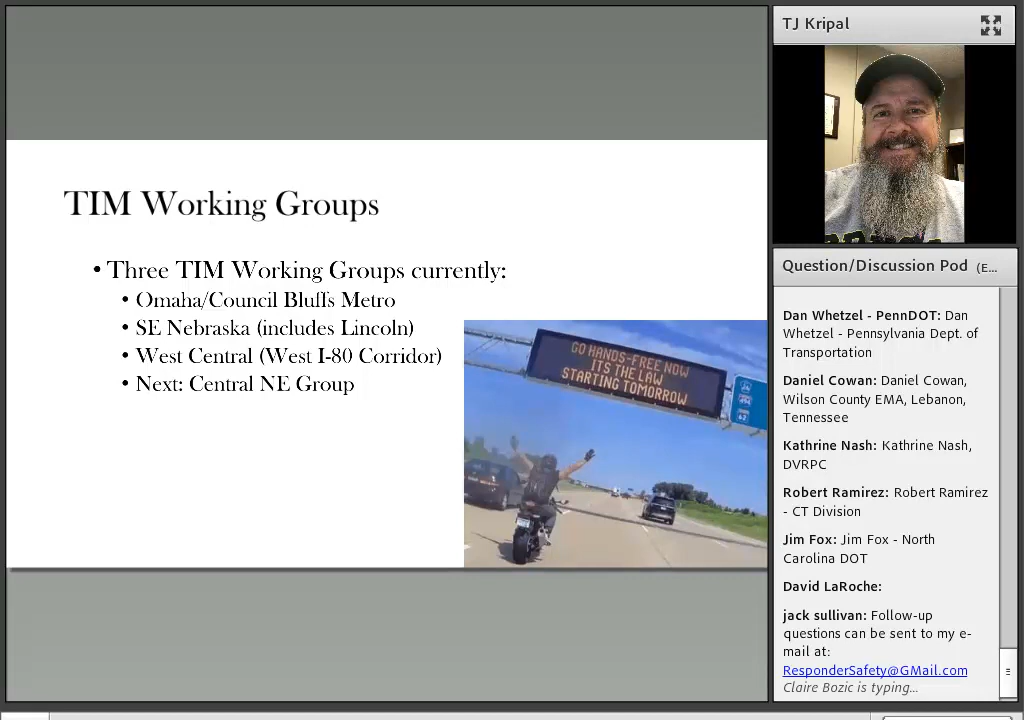 TIM Working Groups
• Three TIM Working Groups currently:
• Omaha/Council Bluffs Metro
• SE Nebraska (includes Lincoln)
• West Central (West I-80 Corridor)
• Next: Central NE Group
GO HANDS-FREE NOW
ITS THE LAW
STARTING TOMORROW
TJ Kripal
Question/Discussion Pod (E...
Dan Whetzel - PennDOT: Dan
Whetzel - Pennsylvania Dept. of
Transportation
Daniel Cowan: Daniel Cowan,
Wilson County EMA, Lebanon,
Tennessee
Kathrine Nash: Kathrine Nash,
DVRPC
Robert Ramirez: Robert Ramirez
- CT Division
Jim Fox: Jim Fox - North
Carolina DOT
David LaRoche:
jack sullivan: Follow-up
questions can be sent to my e-
mail at:
ResponderSafety@GMail.com
Claire Bozic is typing...